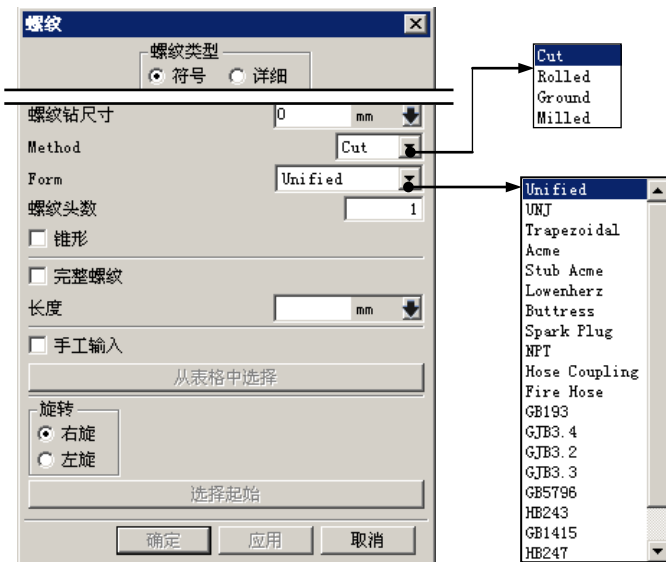 螺纹
螺纹类型
符号 详细
螺纹钻尺寸 0 mm
Method Cut
Form Unified
螺纹头数 1
锥形
完整螺纹
长度 mm
手工输入
从表格中选择
旋转
右旋
左旋
选择起始
确定 应用 取消
Cut
Rolled
Ground
Milled
Unified
UNJ
Trapezoidal
Acme
Stub Acme
Lowenherz
Buttress
Spark Plug
NPT
Hose Coupling
Fire Hose
GB193
GJB3.4
GJB3.2
GJB3.3
GB5796
HB243
GB1415
HB247